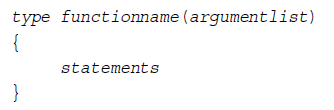 type functionname(argumentlist)
{
statements
}